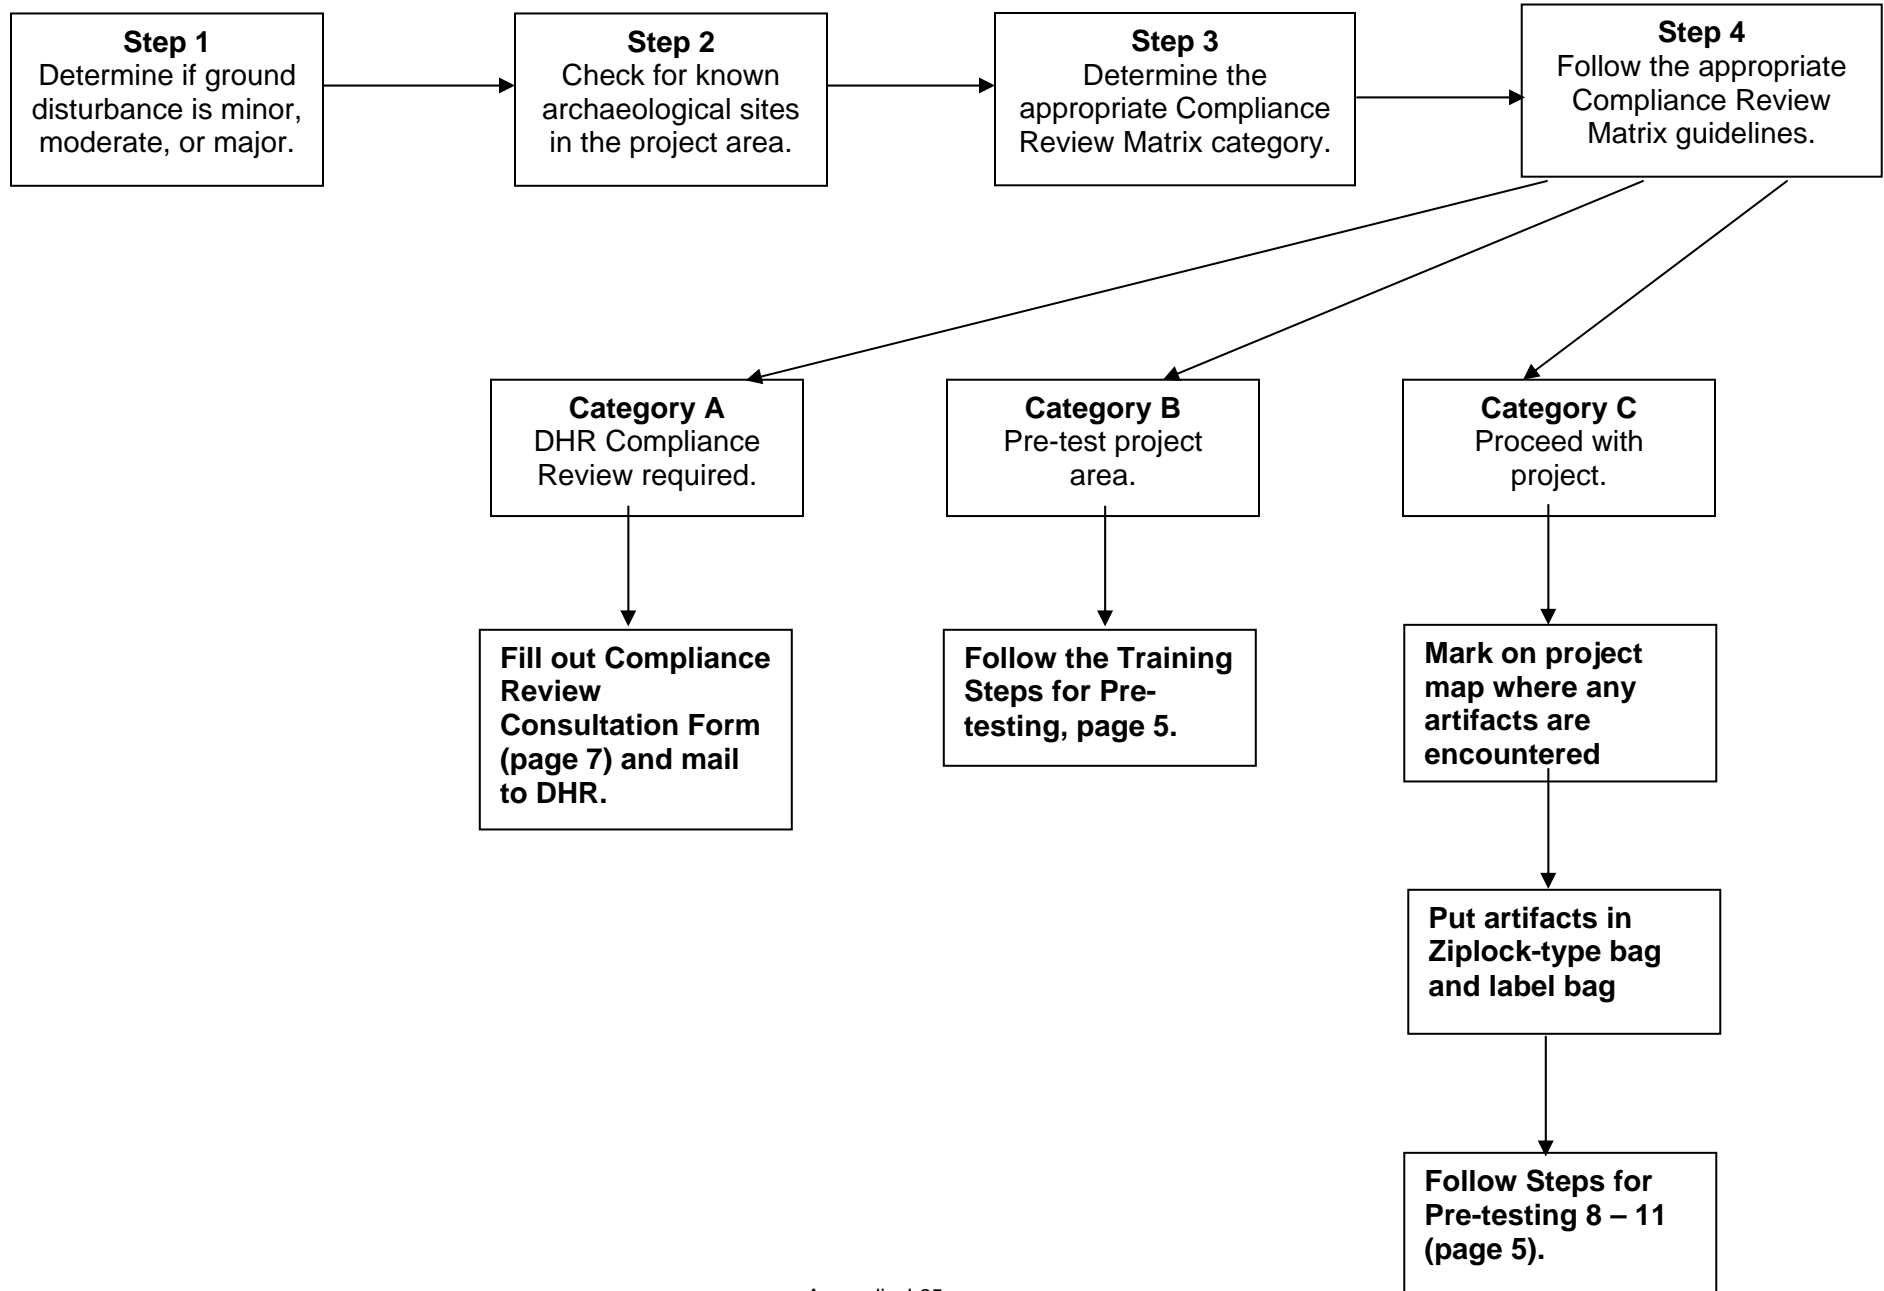 Step 1
Determine if ground
disturbance is minor,
moderate, or major.
Step 2
Check for known
archaeological sites
in the project area.
Step 3
Determine the
appropriate Compliance
Review Matrix category.
Step 4
Follow the appropriate
Compliance Review
Matrix guidelines.
Category A
DHR Compliance
Review required.
Category B
Pre-test project
area.
Category C
Proceed with
project.
Fill out Compliance
Review
Consultation Form
(page 7) and mail
to DHR.
Follow the Training
Steps for Pre-
testing, page 5.
Mark on project
map where any
artifacts are
encountered
Put artifacts in
Ziplock-type bag
and label bag
Follow Steps for
Pre-testing 8 – 11
(page 5).